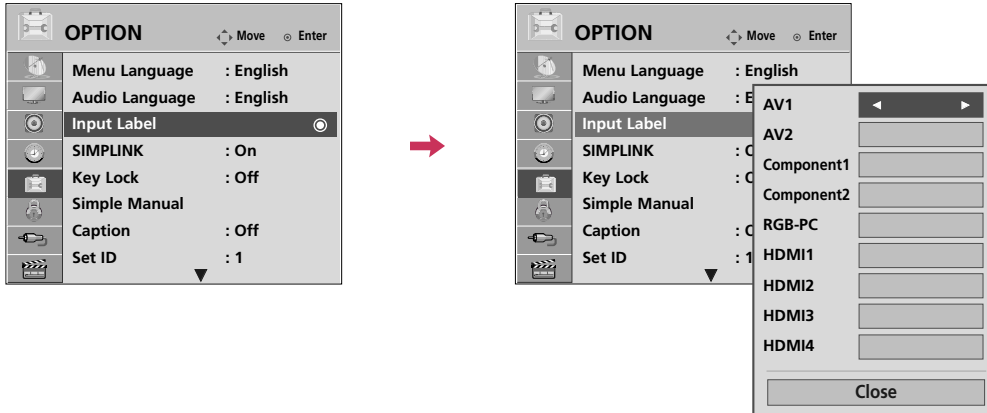 OPTION
Move Enter
Menu Language : English
Audio Language : English
Input Label
SIMPLINK : On
Key Lock : Off
Simple Manual
Caption : Off
Set ID : 1
OPTION
Move Enter
Menu Language : English
Audio Language : E
Input Label
SIMPLINK : O
Key Lock : O
Simple Manual
Caption : O
Set ID : 1
AV1
AV2
Component1
Component2
RGB-PC
HDMI1
HDMI2
HDMI3
HDMI4
Close